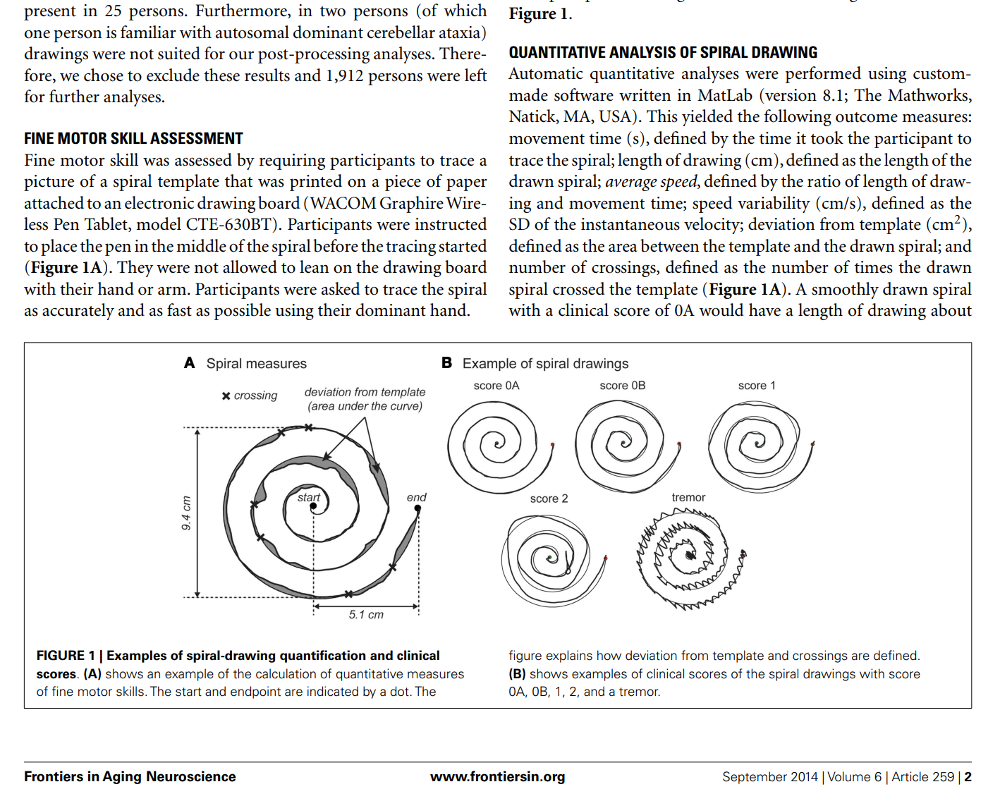 present in 25 persons. Furthermore, in two persons (of which
one person is familiar with autosomal dominant cerebellar ataxia)
drawings were not suited for our post-processing analyses. There-
fore, we chose to exclude these results and 1,912 persons were left
for further analyses.
FINE MOTOR SKILL ASSESSMENT
Fine motor skill was assessed by requiring participants to trace a
picture of a spiral template that was printed on a piece of paper
attached to an electronic drawing board (WACOM Graphire Wire-
less Pen Tablet, model CTE-630BT). Participants were instructed
to place the pen in the middle of the spiral before the tracing started
(Figure 1A). They were not allowed to lean on the drawing board
with their hand or arm. Participants were asked to trace the spiral
as accurately and as fast as possible using their dominant hand.
Figure 1.
QUANTITATIVE ANALYSIS OF SPIRAL DRAWING
Automatic quantitative analyses were performed using custom-
made software written in MatLab (version 8.1; The Mathworks,
Natick, MA, USA). This yielded the following outcome measures:
movement time (s), defined by the time it took the participant to
trace the spiral; length of drawing (cm), defined as the length of the
drawn spiral; average speed, defined by the ratio of length of draw-
ing and movement time; speed variability (cm/s), defined as the
SD of the instantaneous velocity; deviation from template (cm²),
defined as the area between the template and the drawn spiral; and
number of crossings, defined as the number of times the drawn
spiral crossed the template (Figure 1A). A smoothly drawn spiral
with a clinical score of 0A would have a length of drawing about
A Spiral measures
crossing
deviation from template
(area under the curve)
start
end
9.4 cm
5.1 cm
B Example of spiral drawings
score 0A
score 0B
score 1
score 2
tremor
FIGURE 1 | Examples of spiral-drawing quantification and clinical
scores. (A) shows an example of the calculation of quantitative measures
of fine motor skills. The start and endpoint are indicated by a dot. The
figure explains how deviation from template and crossings are defined.
(B) shows examples of clinical scores of the spiral drawings with score
0A, 0B, 1, 2, and a tremor.
Frontiers in Aging Neuroscience
www.frontiersin.org
September 2014 | Volume 6 | Article 259 | 2